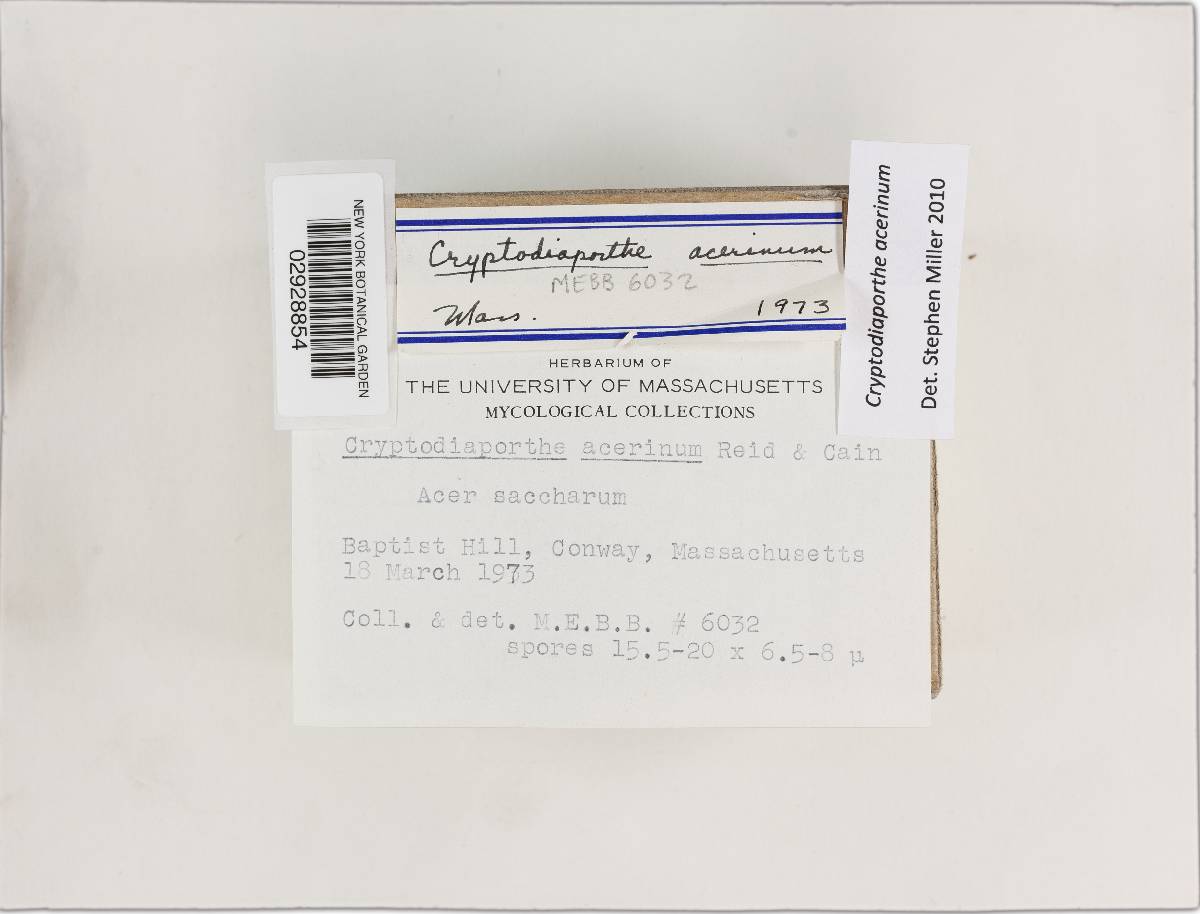 NEW YORK BOTANICAL GARDEN
02928854
Cryptodiaporthe acerinum
MEBB 6032
Mass. 1973
HERBARIUM OF
THE UNIVERSITY OF MASSACHUSETTS
MYCOLOGICAL COLLECTIONS
Cryptodiaporthe acerinum Reid & Cain
Acer saccharum
Baptist Hill, Conway, Massachusetts
18 March 1973
Coll. & det. M.E.B.B. # 6032
spores 15.5-20 x 6.5-8 µ
Cryptodiaporthe acerinum
Det. Stephen Miller 2010